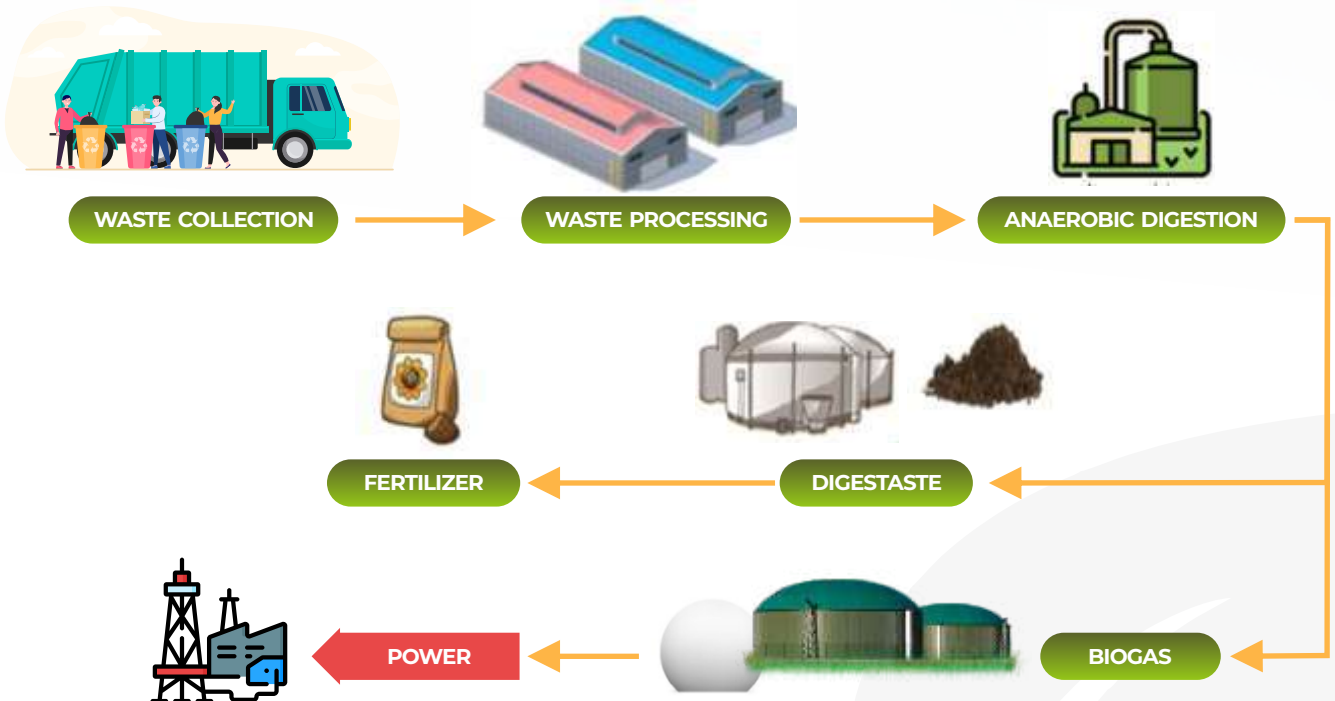 WASTE COLLECTION
WASTE PROCESSING
ANAEROBIC DIGESTION
FERTILIZER
DIGESTASTE
POWER
BIOGAS